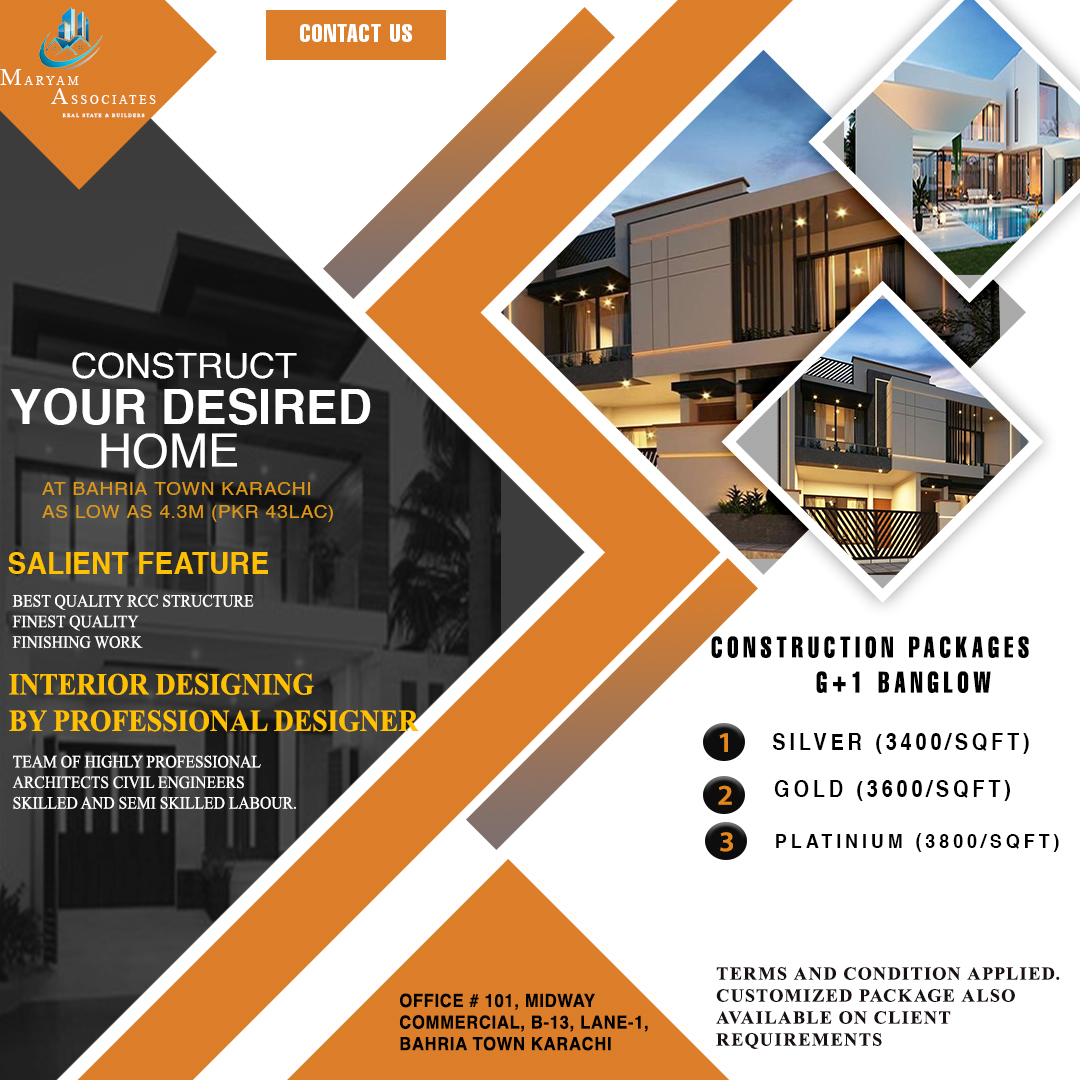 MARYAM
ASSOCIATES
REAL STATE & BUILDERS
CONTACT US
CONSTRUCT
YOUR DESIRED
HOME
AT BAHRIA TOWN KARACHI
AS LOW AS 4.3M (PKR 43LAC)
SALIENT FEATURE
BEST QUALITY RCC STRUCTURE
FINEST QUALITY
FINISHING WORK
INTERIOR DESIGNING
BY PROFESSIONAL DESIGNER
TEAM OF HIGHLY PROFESSIONAL
ARCHITECTS CIVIL ENGINEERS
SKILLED AND SEMI SKILLED LABOUR.
CONSTRUCTION PACKAGES
G+1 BANGLOW
1 SILVER (3400/SQFT)
2 GOLD (3600/SQFT)
3 PLATINIUM (3800/SQFT)
OFFICE # 101, MIDWAY
COMMERCIAL, B-13, LANE-1,
BAHRIA TOWN KARACHI
TERMS AND CONDITION APPLIED.
CUSTOMIZED PACKAGE ALSO
AVAILABLE ON CLIENT
REQUIREMENTS